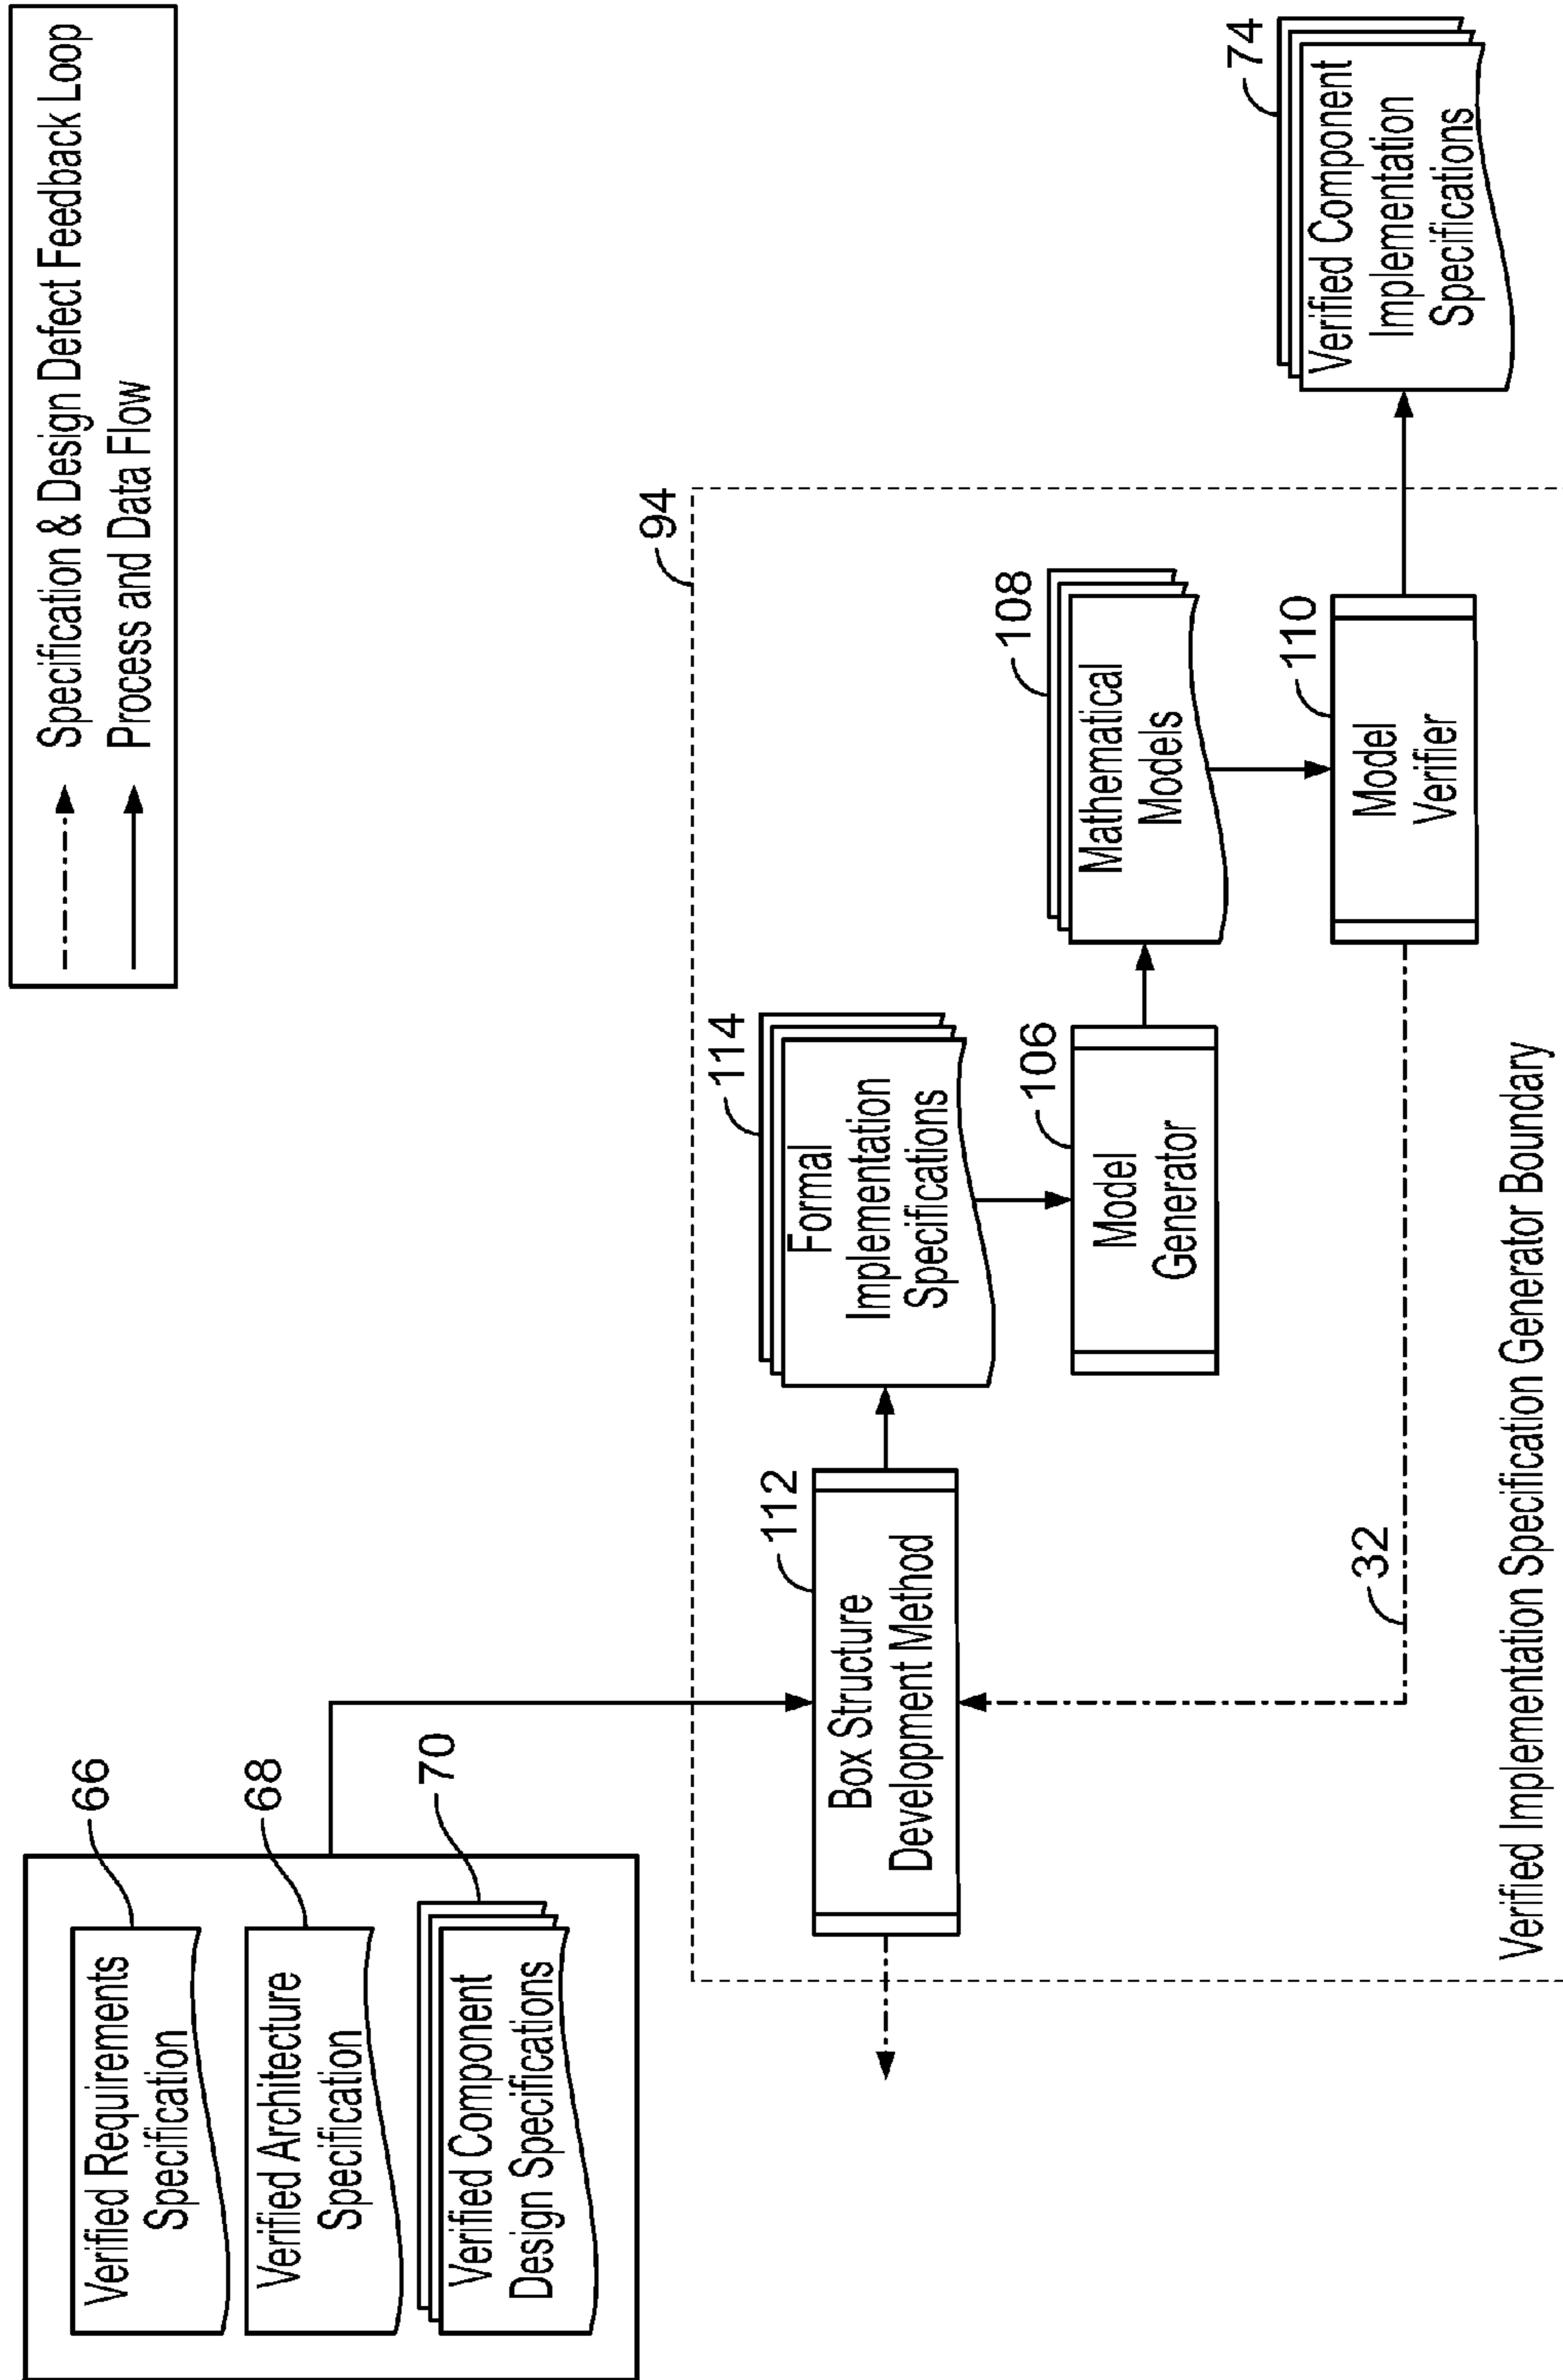 Specification & Design Defect Feedback Loop
Process and Data Flow
Verified Requirements
Specification
66
Verified Architecture
Specification
68
Verified Component
Design Specifications
70
94
Box Structure
Development Method
112
Formal
Implementation
Specifications
114
Model
Generator
106
Mathematical
Models
108
Model
Verifier
110
32
Verified Component
Implementation
Specifications
74
Verified Implementation Specification Generator Boundary